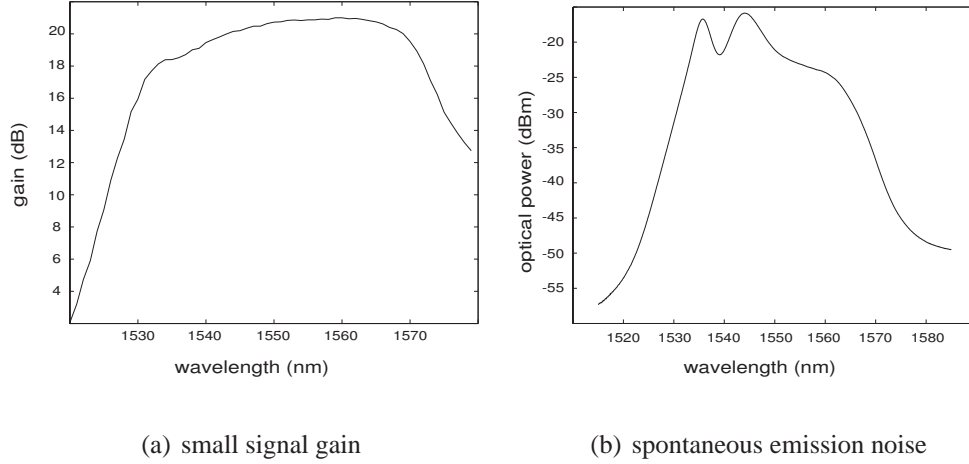 20
18
16
14
12
10
8
6
4
1530 1540 1550 1560 1570
gain (dB)
wavelength (nm)
-15
-25
-35
-40
-45
-50
-55
1520 1530 1540 1550 1560 1570 1580
optical power (dBm)
wavelength (nm)
(a) small signal gain
(b) spontaneous emission noise